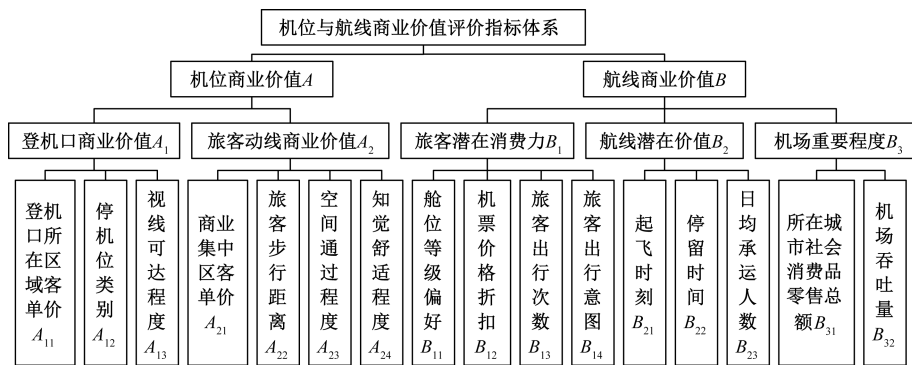 机位与航线商业价值评价指标体系
机位商业价值A
航线商业价值B
登机口商业价值A₁
旅客动线商业价值A₂
旅客潜在消费力B₁
航线潜在价值B₂
机场重要程度B₃
登机
口所
在区
域客
单价
A₁₁
停机位类别A₁₂
视线可达程度A₁₃
商业
集中
区客
单价
A₂₁
旅客步行距离A₂₂
空间通过程度A₂₃
知觉舒适程度A₂₄
舱位等级偏好B₁₁
机票价格折扣B₁₂
旅客出行次数B₁₃
旅客出行意图B₁₄
起飞时刻B₂₁
停留时间B₂₂
日均承运人数B₂₃
所在城
市社会
消费品
零售总
额B₃₁
机场吞吐量B₃₂